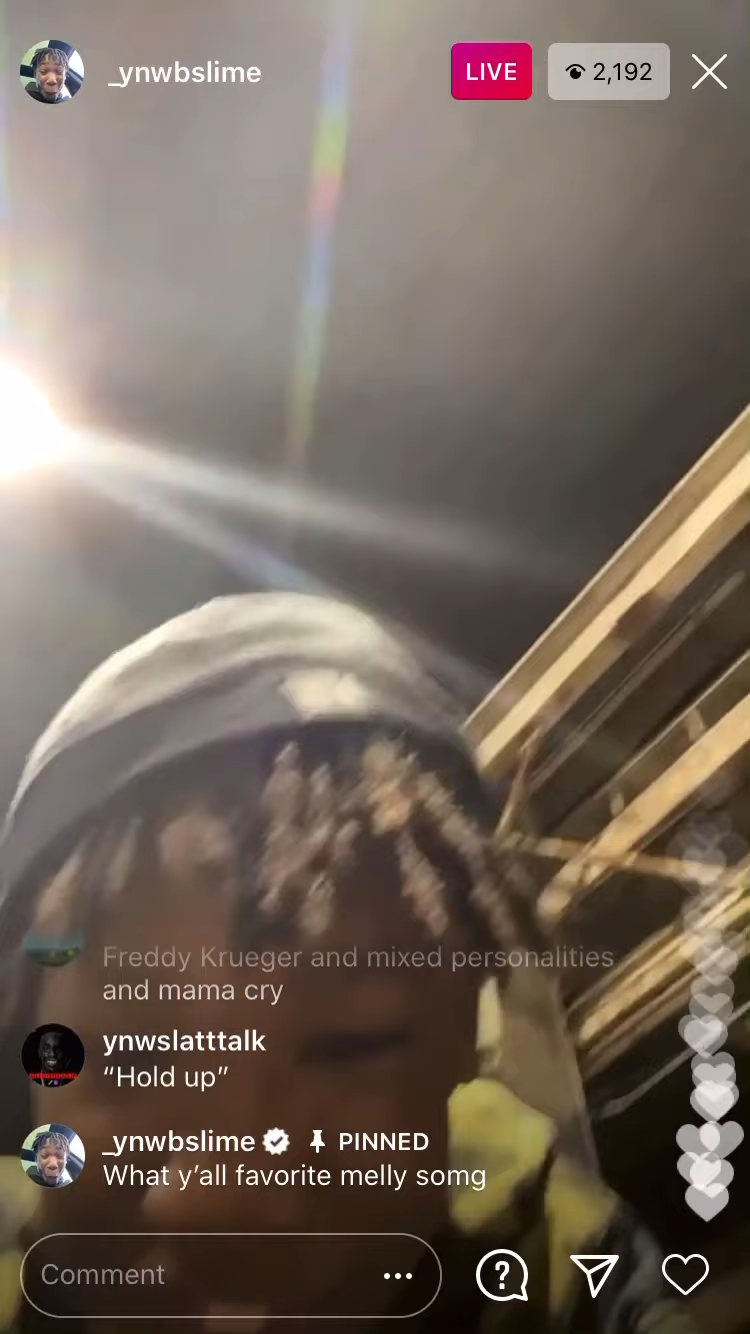 _ynwbslime
LIVE
2,192
Freddy Krueger and mixed personalities
and mama cry
ynwslatttalk
“Hold up”
_ynwbslime PINNED
What y’all favorite melly somg
Comment